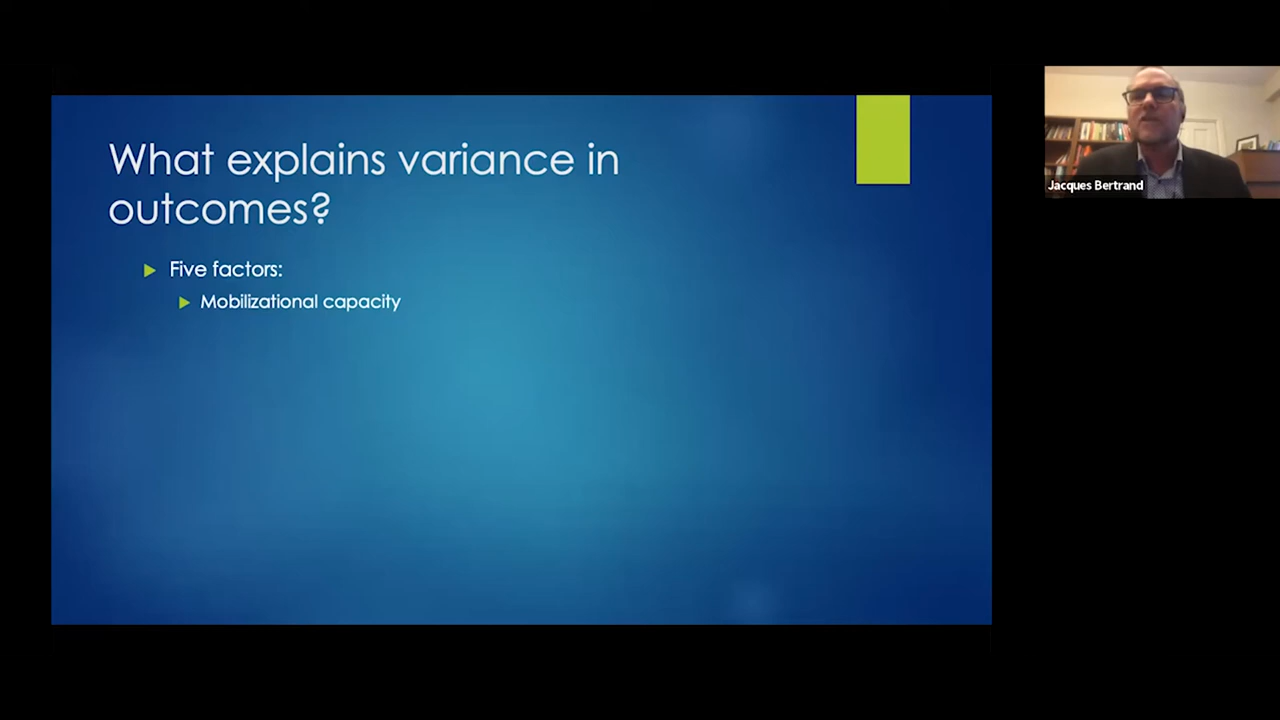 What explains variance in
outcomes?
Five factors:
Mobilizational capacity
Jacques Bertrand